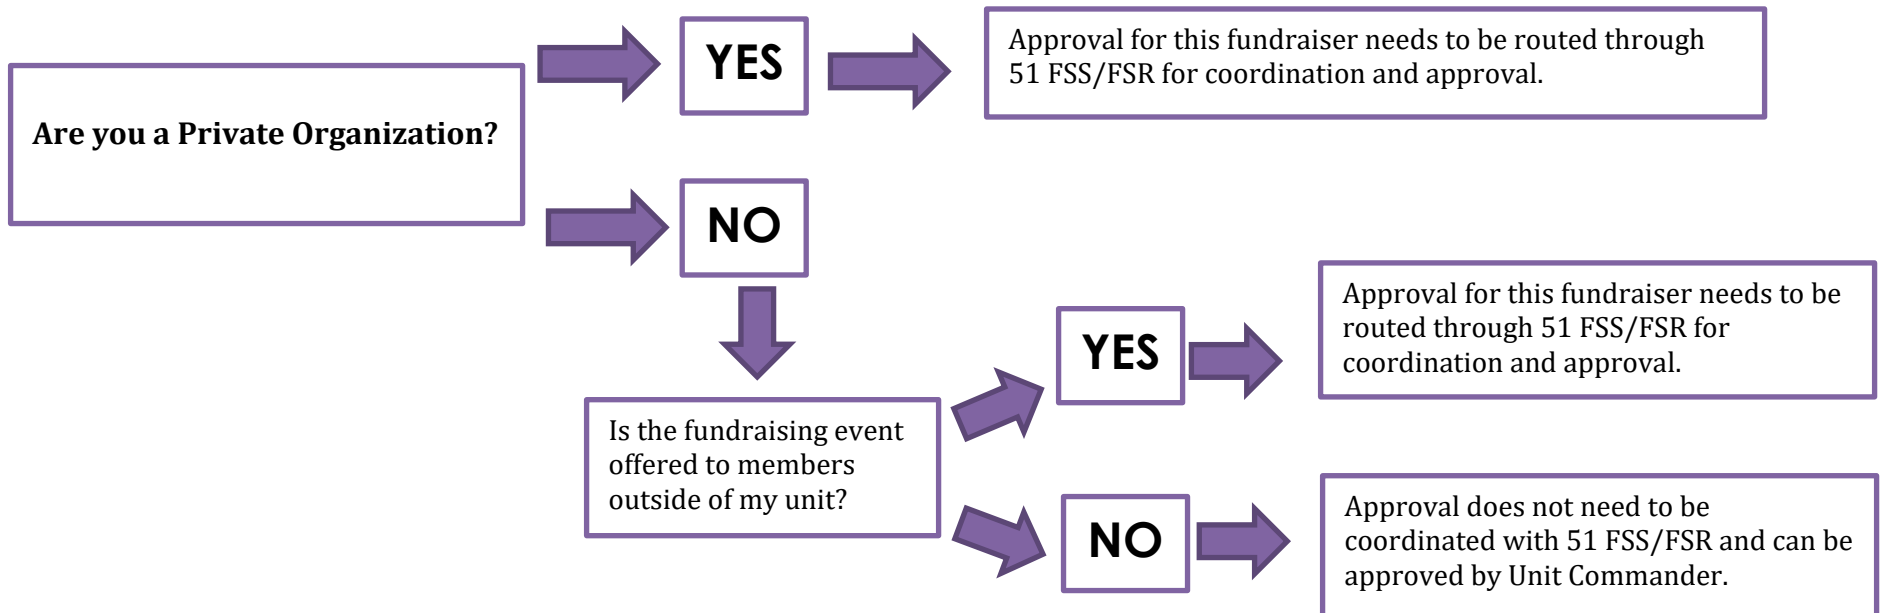 Are you a Private Organization?
YES
Approval for this fundraiser needs to be routed through
51 FSS/FSR for coordination and approval.
NO
Is the fundraising event
offered to members
outside of my unit?
YES
Approval for this fundraiser needs to be
routed through 51 FSS/FSR for
coordination and approval.
NO
Approval does not need to be
coordinated with 51 FSS/FSR and can be
approved by Unit Commander.